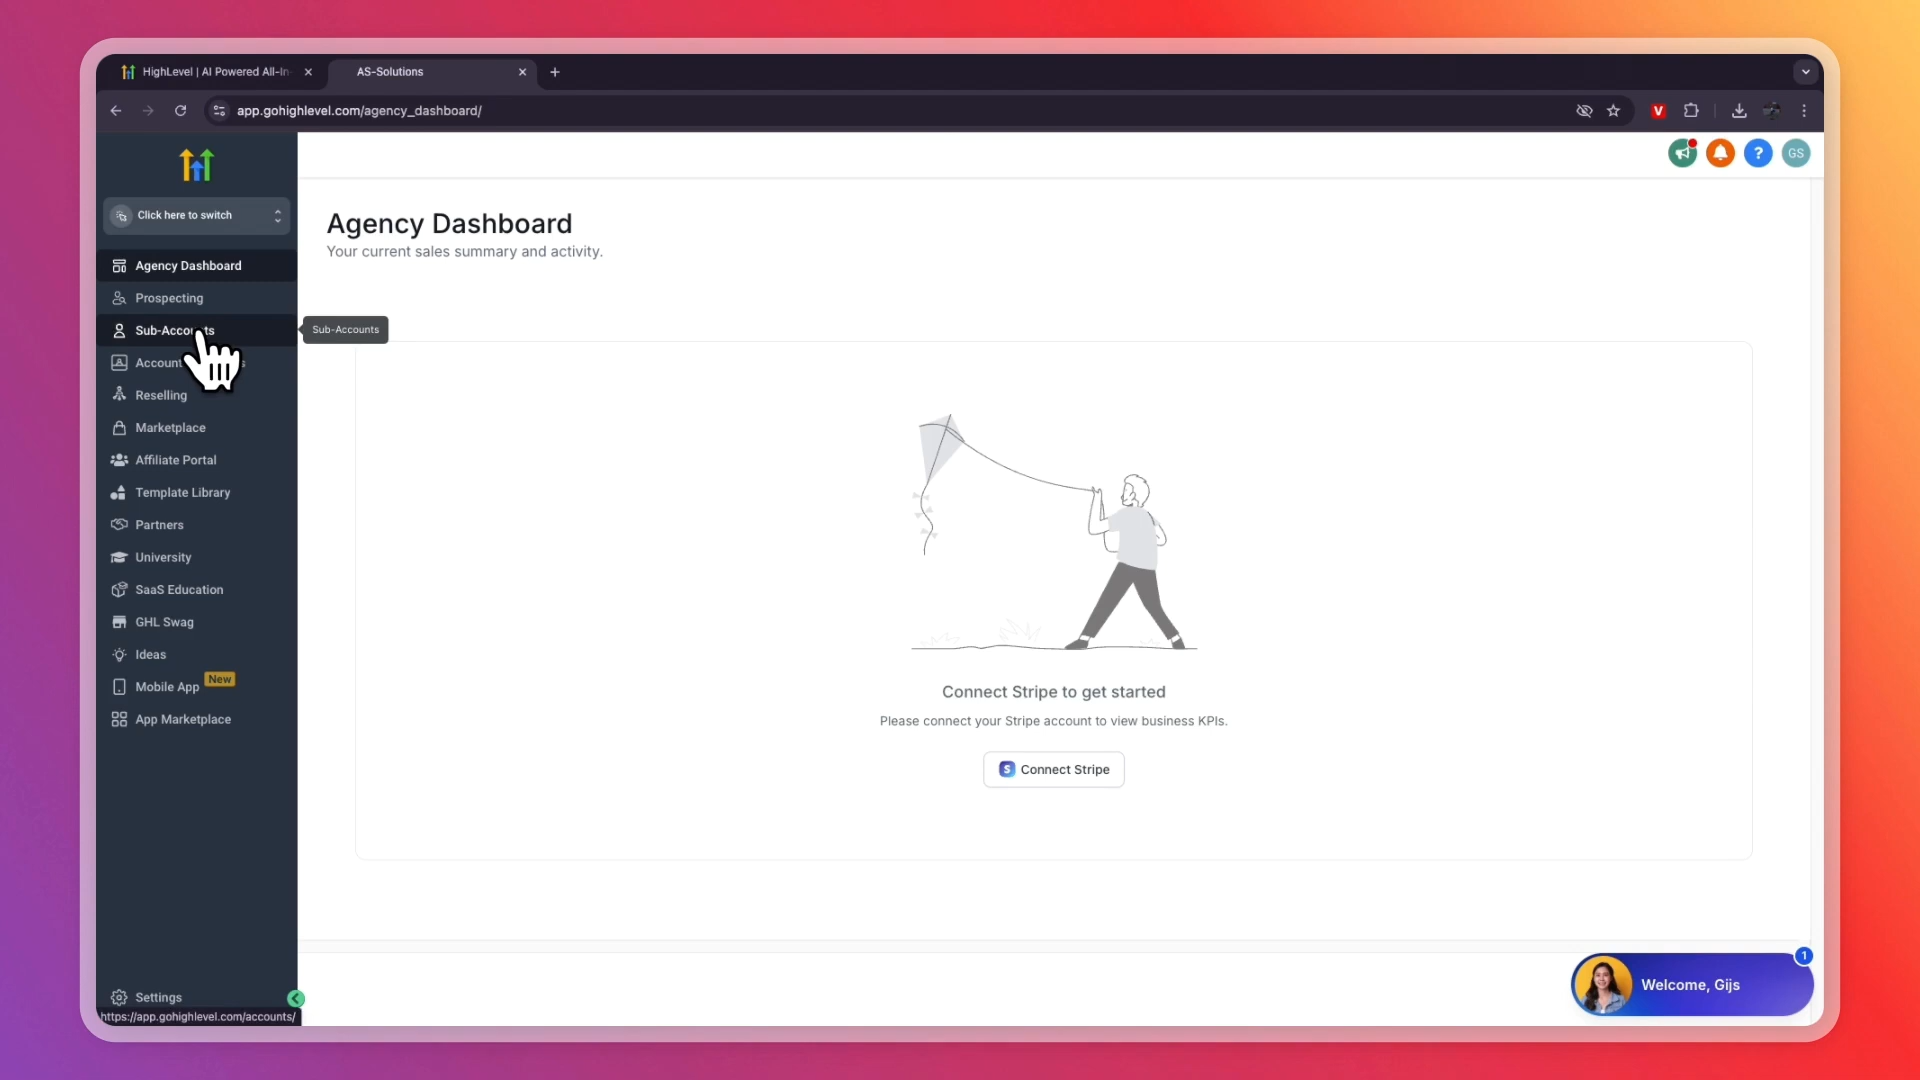 HighLevel | AI Powered All-In-
AS-Solutions
app.gohighlevel.com/agency_dashboard/
V
GS
Click here to switch
Agency Dashboard
Your current sales summary and activity.
Agency Dashboard
Prospecting
Sub-Accounts
Sub-Accounts
Account
s
Reselling
Marketplace
Affiliate Portal
Template Library
Partners
University
SaaS Education
GHL Swag
Ideas
Mobile App New
App Marketplace
Connect Stripe to get started
Please connect your Stripe account to view business KPIs.
S Connect Stripe
1
Welcome, Gijs
Settings
https://app.gohighlevel.com/accounts/